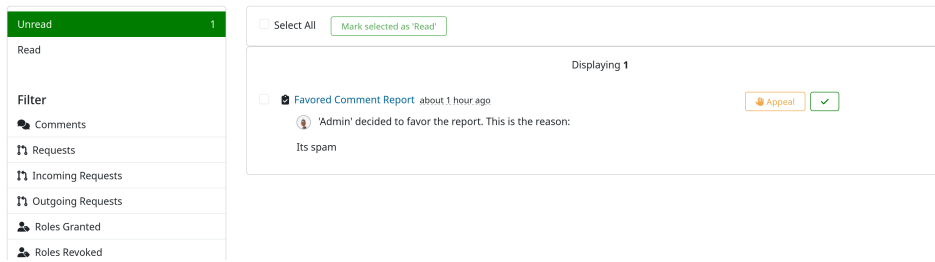 Unread 1
Read
Filter
Comments
Requests
Incoming Requests
Outgoing Requests
Roles Granted
Roles Revoked
Select All Mark selected as 'Read'
Displaying 1
Favored Comment Report about 1 hour ago Appeal
'Admin' decided to favor the report. This is the reason:
Its spam